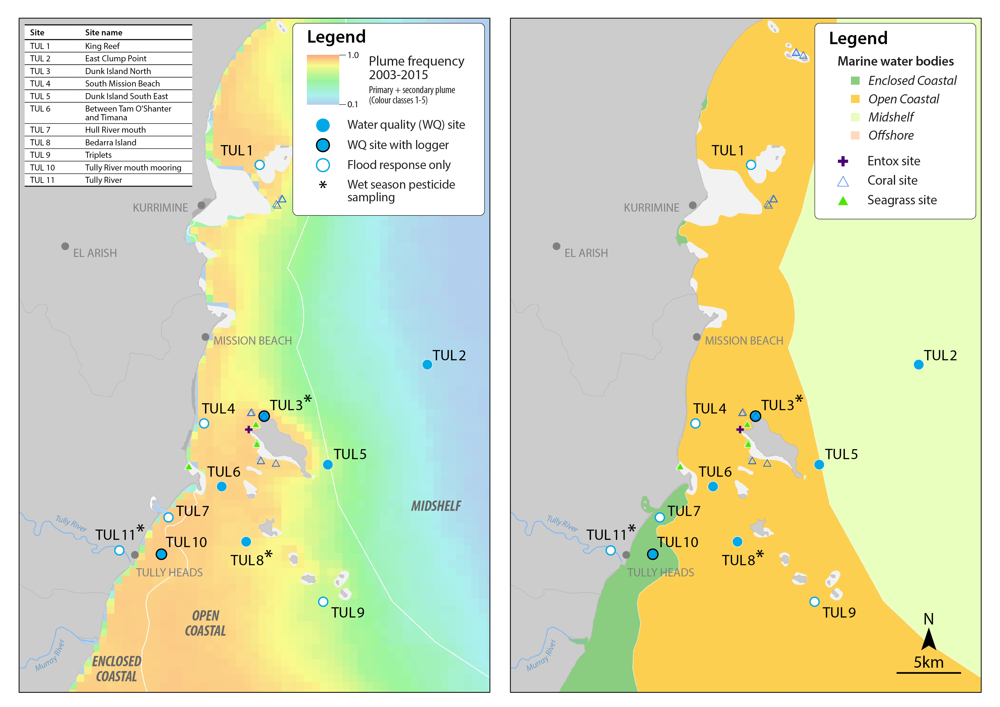 Site Site name
TUL 1 King Reef
TUL 2 East Clump Point
TUL 3 Dunk Island North
TUL 4 South Mission Beach
TUL 5 Dunk Island South East
TUL 6 Between Tam O'Shanter
and Timana
TUL 7 Hull River mouth
TUL 8 Bedarra Island
TUL 9 Triplets
TUL 10 Tully River mouth mooring
TUL 11 Tully River
Legend
1.0
0.1
Plume frequency
2003-2015
Primary + secondary plume
(Colour classes 1-5)
Water quality (WQ) site
WQ site with logger
Flood response only
* Wet season pesticide
sampling
TUL 1
KURRIMINE
EL ARISH
MISSION BEACH
TUL 2
TUL 3*
TUL 4
TUL 5
TUL 6
MIDSHELF
TUL 7
Tully River
TUL 11*
TUL 10
TUL 8*
TULLY HEADS
TUL 9
OPEN
COASTAL
Murray River
ENCLOSED
COASTAL
Legend
Marine water bodies
Enclosed Coastal
Open Coastal
Midshelf
Offshore
Entox site
Coral site
Seagrass site
TUL 1
KURRIMINE
EL ARISH
MISSION BEACH
TUL 2
TUL 3*
TUL 4
TUL 5
TUL 6
TUL 7
Tully River
TUL 11*
TUL 10
TUL 8*
TULLY HEADS
TUL 9
Murray River
N
5km